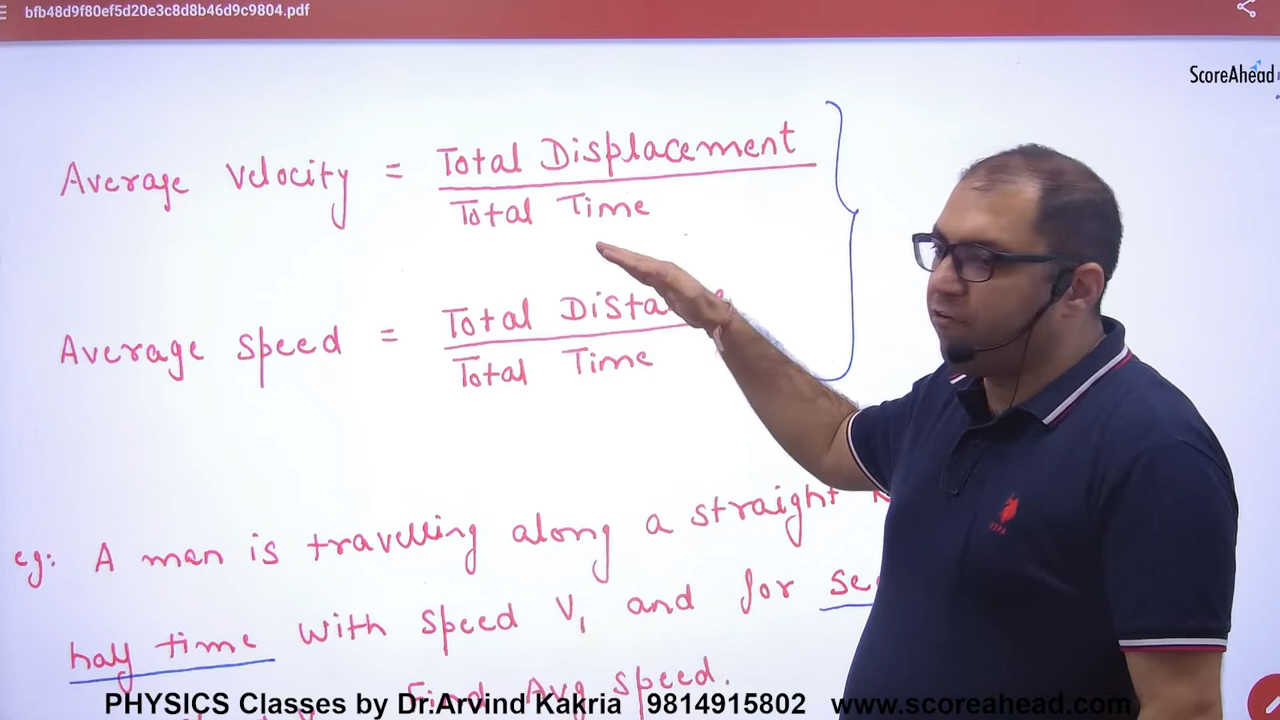 bfb48d9f80ef5d20e3c8d8b46d9c9804.pdf
ScoreAhead
Average Velocity = Total Displacement
Total Time
Average Speed = Total
Total Time
eg: A man is travelling along a straight
half time with speed V1 and for
Find Avg speed.
PHYSICS Classes by Dr.Arvind Kakria 9814915802 www.scoreahead.com